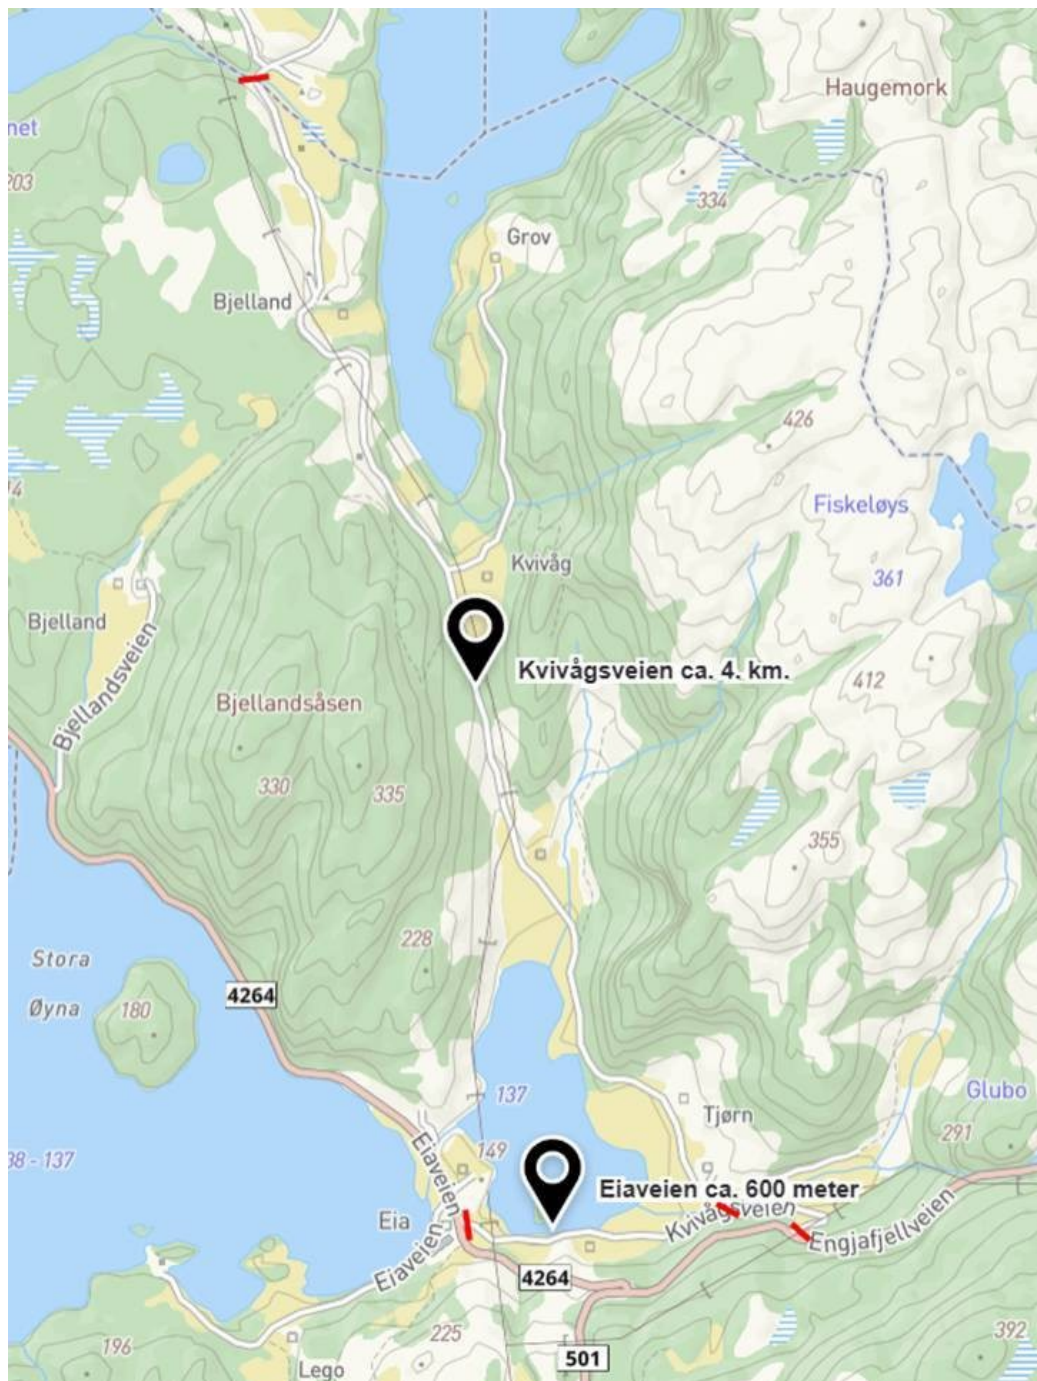 Haugemork
net
203
334
Grov
Bjelland
426
14
Fiskeløys
361
Kvivåg
Bjelland
Bjellandsveien
Kvivågsveien ca. 4. km.
412
Bjellandsåsen
330
335
355
228
Stora
Øyna
180
4264
137
Glubo
Tjørn
291
149
38 - 137
Eiaveien
Eiaveien ca. 600 meter
Kvivågsveien
Eia
Engjafjellveien
Eiaveien
4264
225
196
392
501
Lego